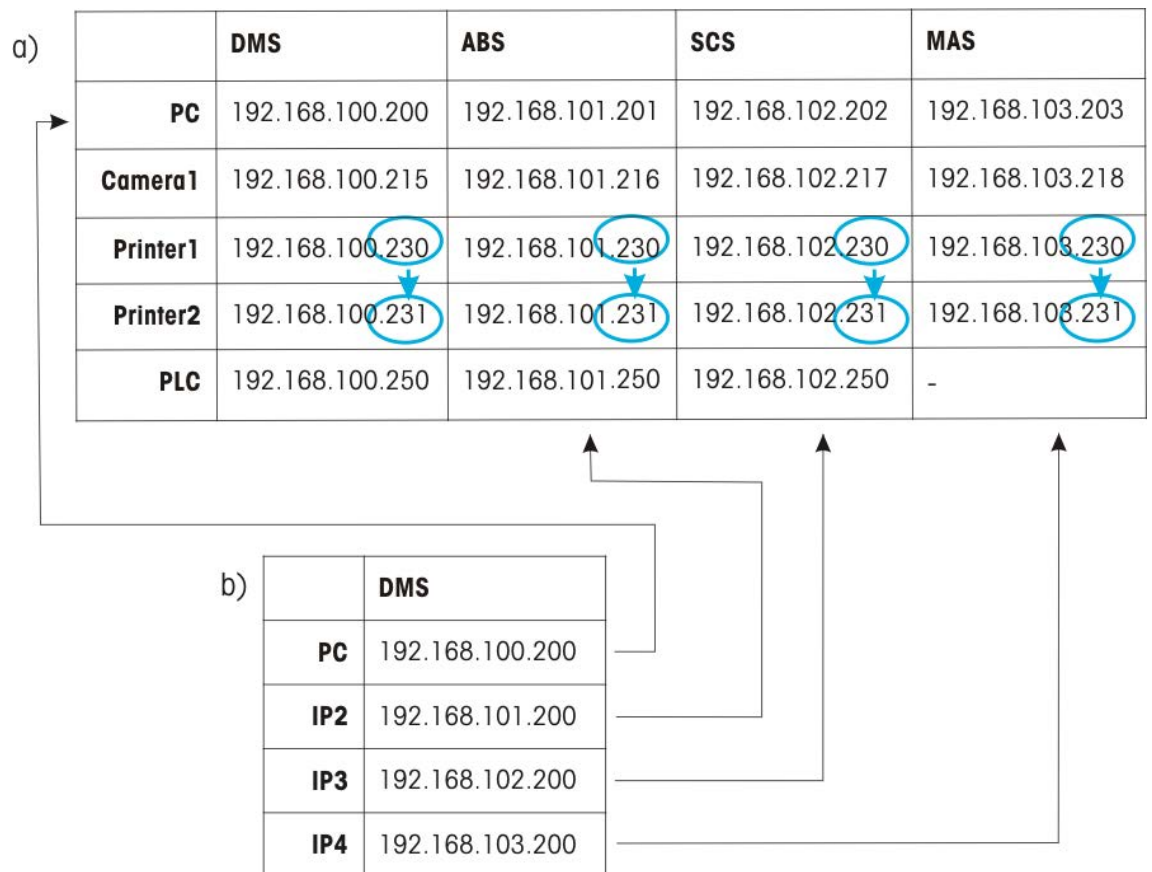 a)
DMS ABS SCS MAS
PC 192.168.100.200 192.168.101.201 192.168.102.202 192.168.103.203
Camera1 192.168.100.215 192.168.101.216 192.168.102.217 192.168.103.218
Printer1 192.168.100.230 192.168.101.230 192.168.102.230 192.168.103.230
Printer2 192.168.100.231 192.168.101.231 192.168.102.231 192.168.103.231
PLC 192.168.100.250 192.168.101.250 192.168.102.250 -
b)
DMS
PC 192.168.100.200
IP2 192.168.101.200
IP3 192.168.102.200
IP4 192.168.103.200